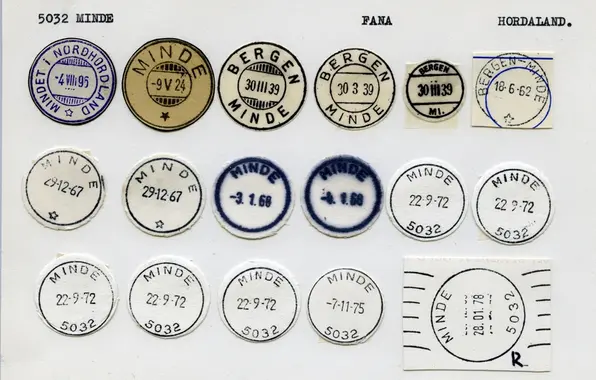 5032 MINDE FANA HORDALAND.
MINDET I NORDHORDLAND
-4 VIII 96
MINDE
-9 V 24
BERGEN
30 III 39
MINDE
BERGEN
30 3 39
MINDE
BERGEN
30 III 39
MI.
BERGEN-MINDE
18-6-62
MINDE
29-12-67
MINDE
29-12-67
MINDE
-3. 1. 68
MINDE
MINDE
22-9-72
5032
MINDE
22-9-72
5032
MINDE
22-9-72
5032
MINDE
22-9-72
5032
MINDE
22-9-72
5032
MINDE
-7-11-75
5032
MINDE
28.01.78
5032
R